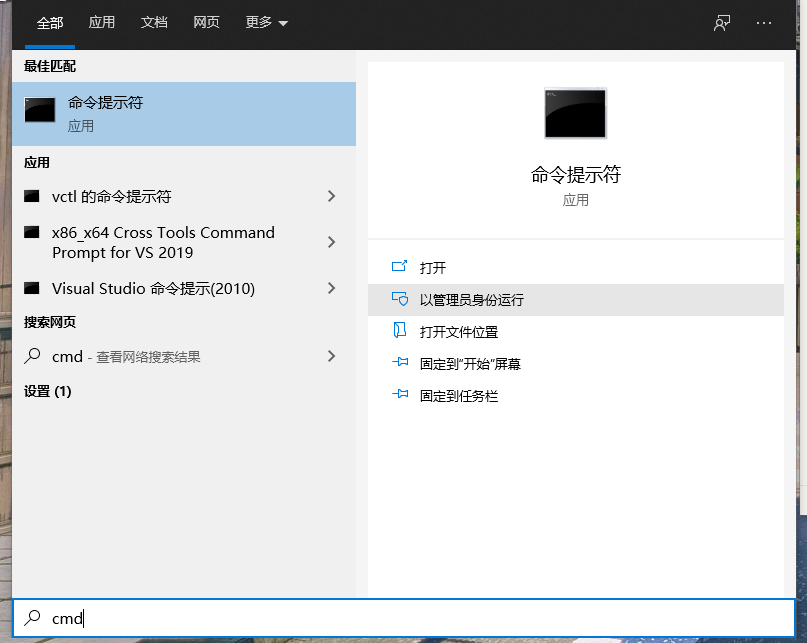 全部 应用 文档 网页 更多
最佳匹配
命令提示符
应用
应用
vctl 的命令提示符
x86_x64 Cross Tools Command
Prompt for VS 2019
Visual Studio 命令提示(2010)
搜索网页
cmd - 查看网络搜索结果
设置 (1)
命令提示符
应用
打开
以管理员身份运行
打开文件位置
固定到"开始"屏幕
固定到任务栏
cmd